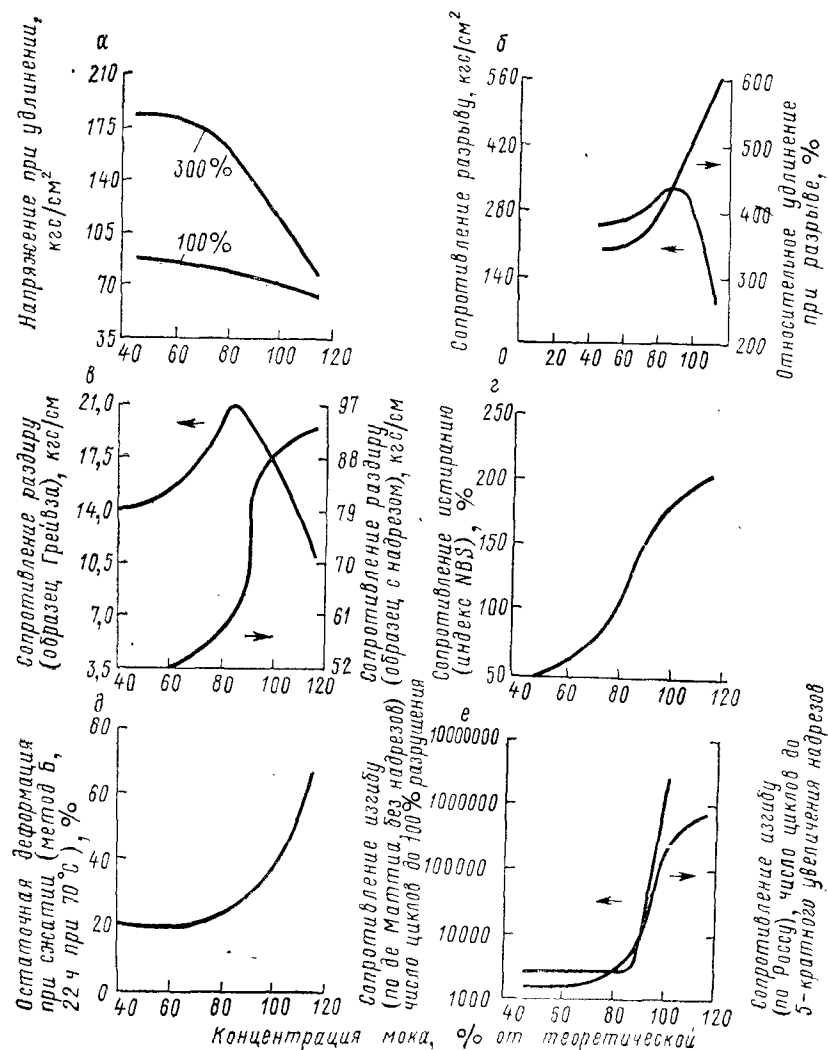 а
Напряжение при удлинении,
кгс/см²
210
175
140
105
70
35
300%
100%
40 60 80 100 120
б
Сопротивление разрыву, кгс/см²
560
420
280
140
0
20 40 60 80 100
600
500
400
300
200
Относительное удлинение
при разрыве, %
в
Сопротивление раздиру
(образец Грейвза), кгс/см
21,0
17,5
14,0
10,5
7,0
3,5
40 60 80 100 120
97
88
79
70
61
52
Сопротивление раздиру
(образец с надрезом), кгс/см
г
Сопротивление истиранию
(индекс NBS), %
250
200
150
100
50
40 60 80 100 120
д
Остаточная деформация
при сжатии (метод Б,
22 ч при 70°С), %
80
60
40
20
0
40 60 80 100 120
е
Сопротивление изгибу
(по де Маттиа, без надрезов)
число циклов до 100% разрушения
10000000
1000000
100000
10000
1000
40 60 80 100 120
Сопротивление изгибу
(по Россу), число циклов до
5-кратного увеличения надрезов
Концентрация мока, % от теоретической